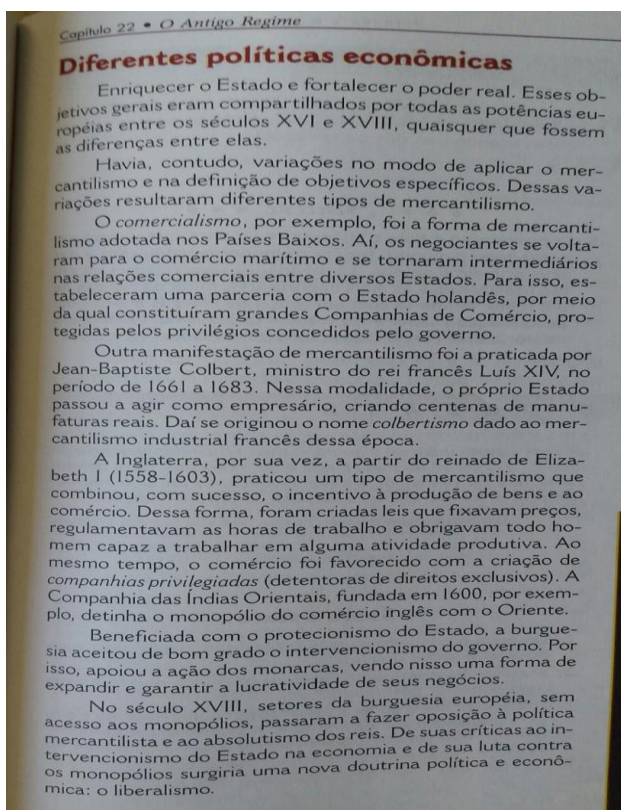 Capítulo 22 • O Antigo Regime
Diferentes políticas econômicas
Enriquecer o Estado e fortalecer o poder real. Esses ob-
jetivos gerais eram compartilhados por todas as potências eu-
ropéias entre os séculos XVI e XVIII, quaisquer que fossem
as diferenças entre elas.
Havia, contudo, variações no modo de aplicar o mer-
cantilismo e na definição de objetivos específicos. Dessas va-
riações resultaram diferentes tipos de mercantilismo.
O comercialismo, por exemplo, foi a forma de mercanti-
lismo adotada nos Países Baixos. Aí, os negociantes se volta-
ram para o comércio marítimo e se tornaram intermediários
nas relações comerciais entre diversos Estados. Para isso, es-
tabeleceram uma parceria com o Estado holandês, por meio
da qual constituíram grandes Companhias de Comércio, pro-
tegidas pelos privilégios concedidos pelo governo.
Outra manifestação de mercantilismo foi a praticada por
Jean-Baptiste Colbert, ministro do rei francês Luís XIV, no
período de 1661 a 1683. Nessa modalidade, o próprio Estado
passou a agir como empresário, criando centenas de manu-
faturas reais. Daí se originou o nome colbertismo dado ao mer-
cantilismo industrial francês dessa época.
A Inglaterra, por sua vez, a partir do reinado de Eliza-
beth I (1558-1603), praticou um tipo de mercantilismo que
combinou, com sucesso, o incentivo à produção de bens e ao
comércio. Dessa forma, foram criadas leis que fixavam preços,
regulamentavam as horas de trabalho e obrigavam todo ho-
mem capaz a trabalhar em alguma atividade produtiva. Ao
mesmo tempo, o comércio foi favorecido com a criação de
companhias privilegiadas (detentoras de direitos exclusivos). A
Companhia das Índias Orientais, fundada em 1600, por exem-
plo, detinha o monopólio do comércio inglês com o Oriente.
Beneficiada com o protecionismo do Estado, a burgue-
sia aceitou de bom grado o intervencionismo do governo. Por
isso, apoiou a ação dos monarcas, vendo nisso uma forma de
expandir e garantir a lucratividade de seus negócios.
No século XVIII, setores da burguesia européia, sem
acesso aos monopólios, passaram a fazer oposição à política
mercantilista e ao absolutismo dos reis. De suas críticas ao in-
tervencionismo do Estado na economia e de sua luta contra
os monopólios surgiria uma nova doutrina política e econô-
mica: o liberalismo.